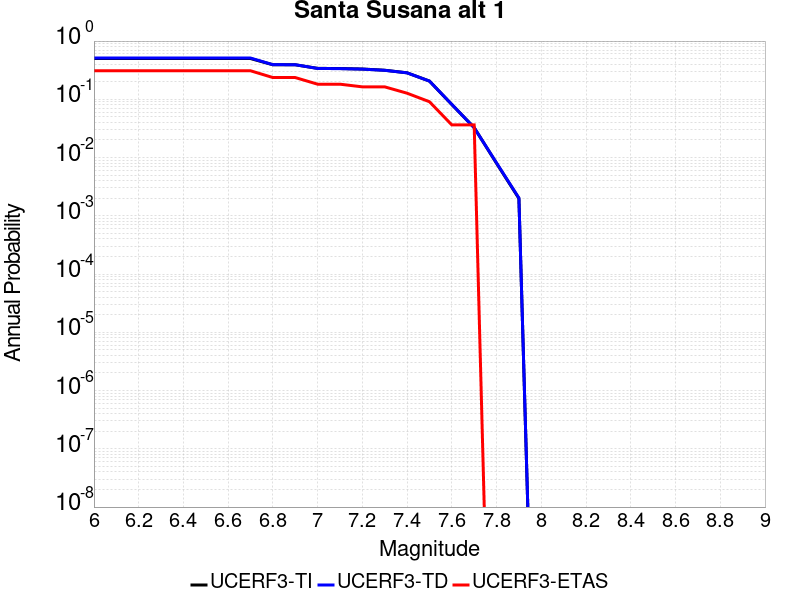 Santa Susana alt 1
10^0
10^-1
10^-2
10^-3
10^-4
10^-5
10^-6
10^-7
10^-8
Annual Probability
6 6.2 6.4 6.6 6.8 7 7.2 7.4 7.6 7.8 8 8.2 8.4 8.6 8.8 9
Magnitude
UCERF3-TI UCERF3-TD UCERF3-ETAS